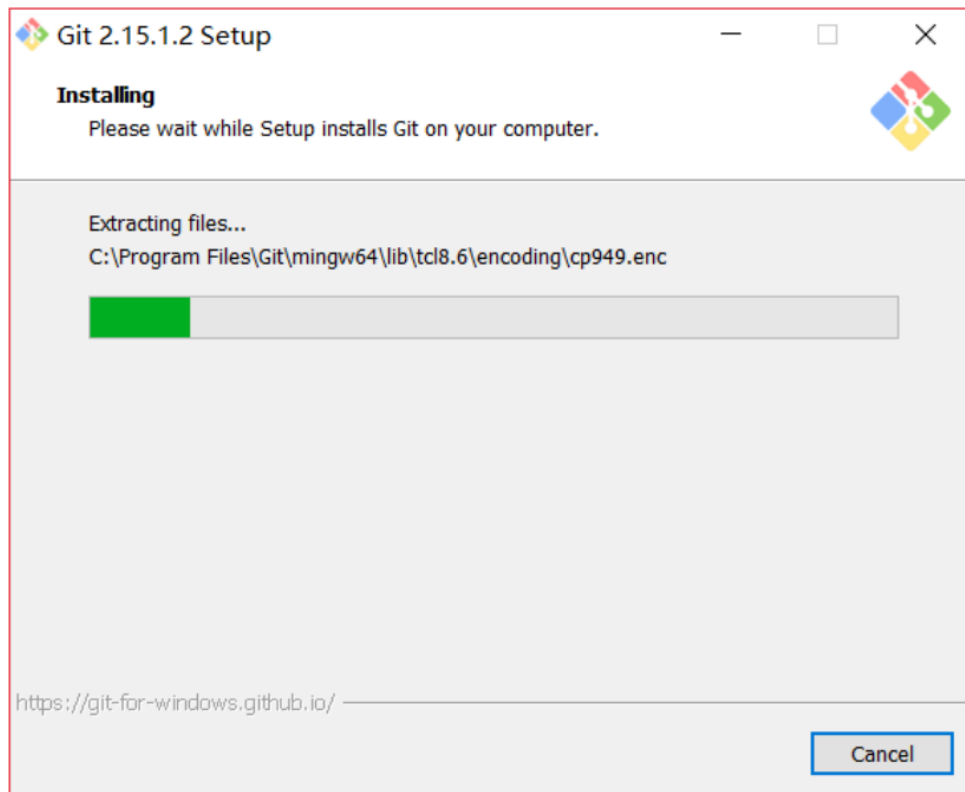 Git 2.15.1.2 Setup
Installing
Please wait while Setup installs Git on your computer.
Extracting files...
C:\Program Files\Git\mingw64\lib\tcl8.6\encoding\cp949.enc
https://git-for-windows.github.io/
Cancel